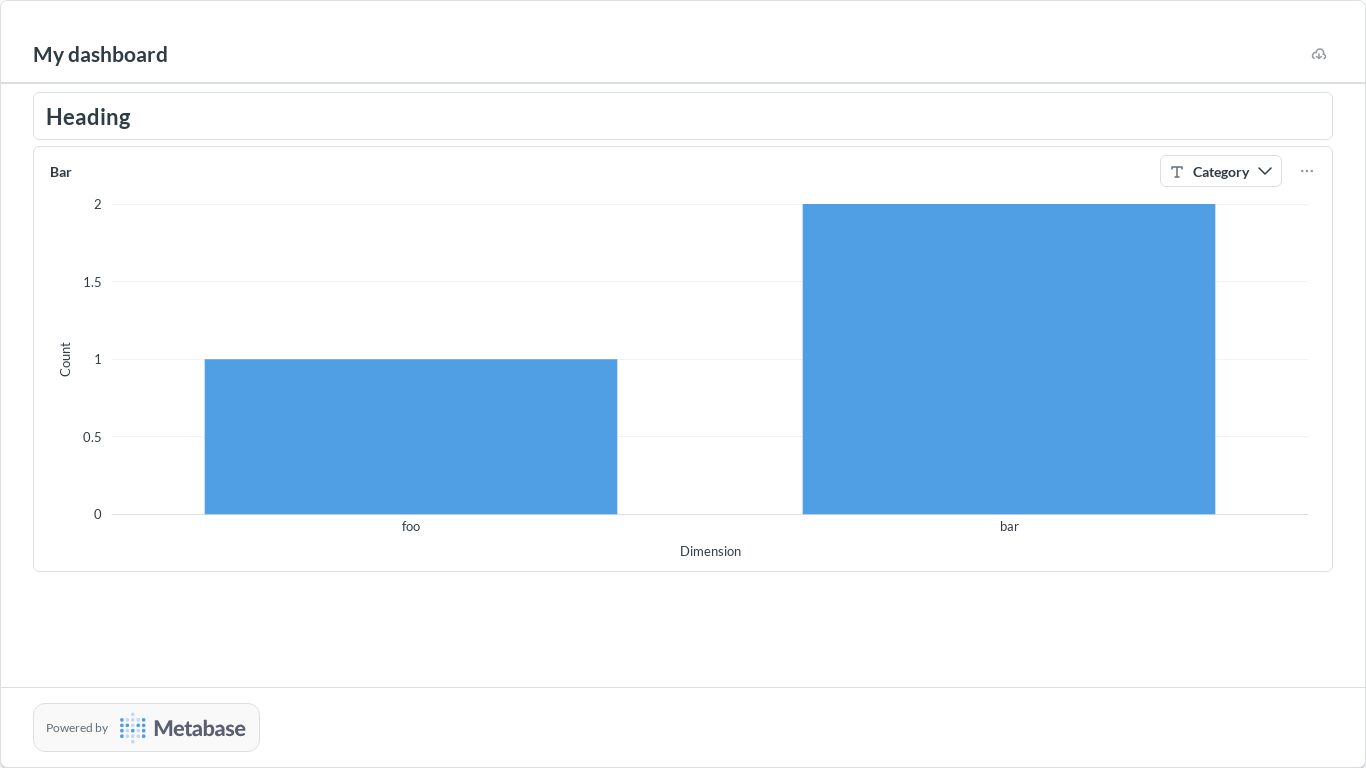 My dashboard
Heading
Bar
Category
2
1.5
1
0.5
0
Count
foo
bar
Dimension
Powered by Metabase